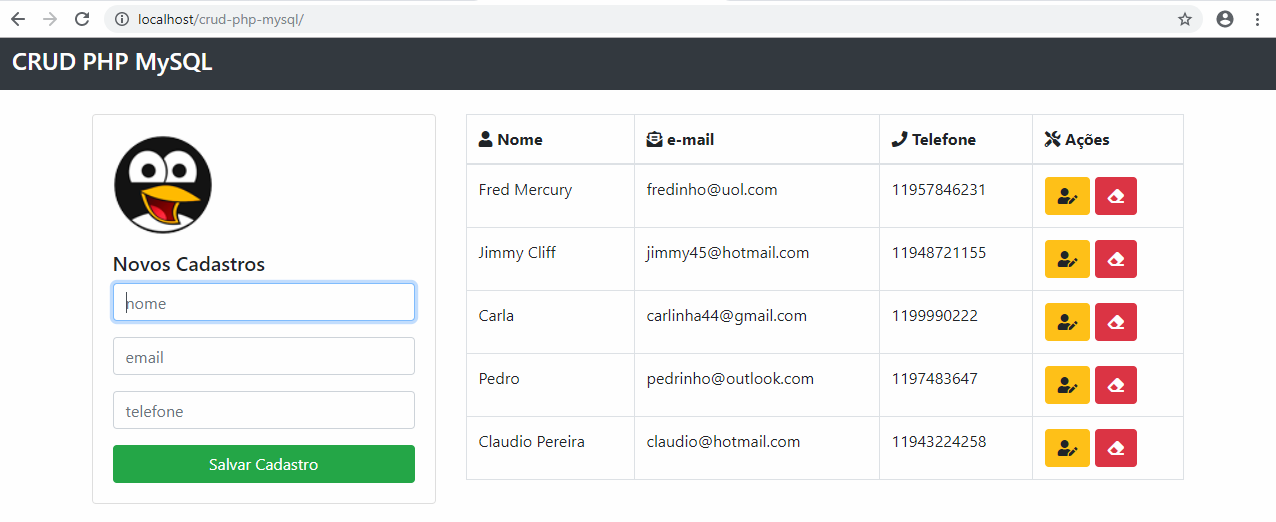 localhost/crud-php-mysql/
CRUD PHP MySQL
Novos Cadastros
nome
email
telefone
Salvar Cadastro
Nome e-mail Telefone Ações
Fred Mercury fredinho@uol.com 11957846231
Jimmy Cliff jimmy45@hotmail.com 11948721155
Carla carlinha44@gmail.com 1199990222
Pedro pedrinho@outlook.com 1197483647
Claudio Pereira claudio@hotmail.com 11943224258